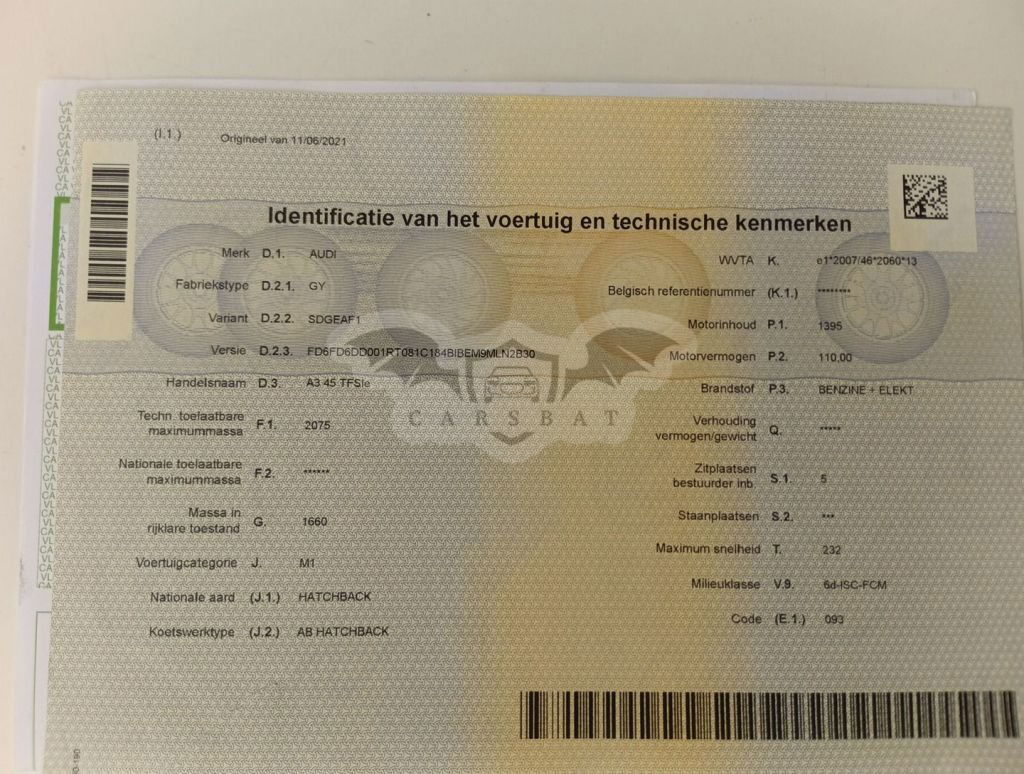 (I.1.) Origineel van 11/06/2021
Identificatie van het voertuig en technische kenmerken
Merk D.1. AUDI
Fabriekstype D.2.1. GY
Variant D.2.2. SDGEAF1
Versie D.2.3. FD6FD6DD001RT081C184BIBEM9MLN2B30
Handelsnaam D.3. A3 45 TFSIe
Techn. toelaatbare
maximummassa F.1. 2075
Nationale toelaatbare
maximummassa F.2. ******
Massa in
rijklare toestand G. 1660
Voertuigcategorie J. M1
Nationale aard (J.1.) HATCHBACK
Koetswerktype (J.2.) AB HATCHBACK
WVTA K. e1*2007/46*2060*13
Belgisch referentienummer (K.1.) ********
Motorinhoud P.1. 1395
Motorvermogen P.2. 110,00
Brandstof P.3. BENZINE + ELEKT
Verhouding
vermogen/gewicht Q. *****
Zitplaatsen
bestuurder inb. S.1. 5
Staanplaatsen S.2. ***
Maximum snelheid T. 232
Milieuklasse V.9. 6d-ISC-FCM
Code (E.1.) 093
CARSBAT